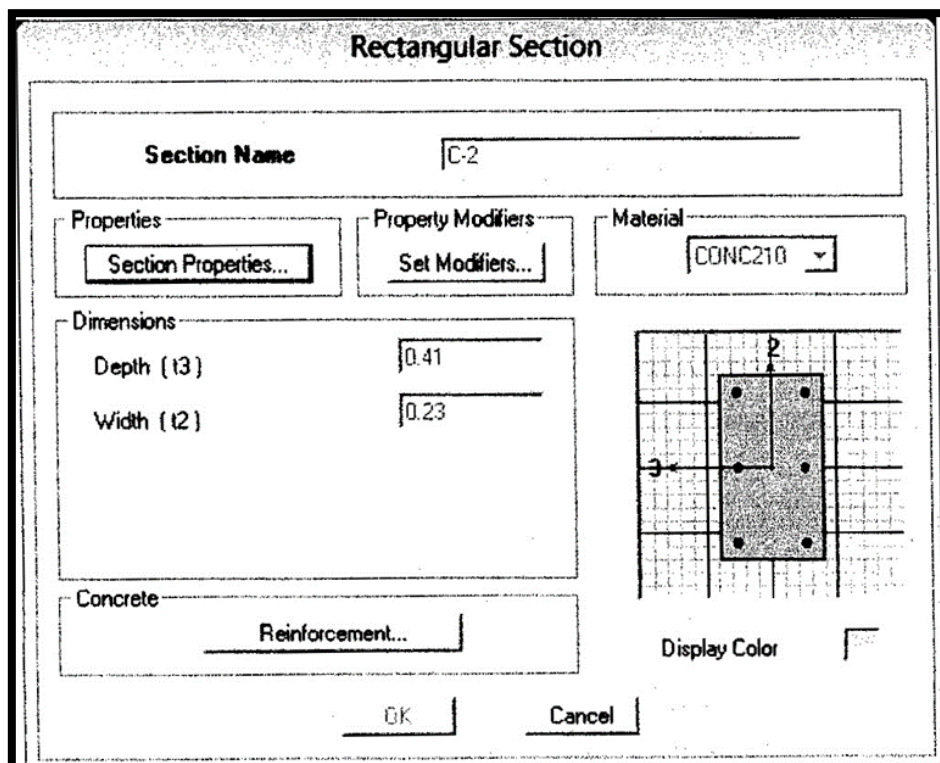 Rectangular Section
Section Name
C-2
Properties
Section Properties...
Property Modifiers
Set Modifiers...
Material
CONC210
Dimensions
Depth (t3)
0.41
Width (t2)
0.23
2
3
Concrete
Reinforcement...
Display Color
OK
Cancel